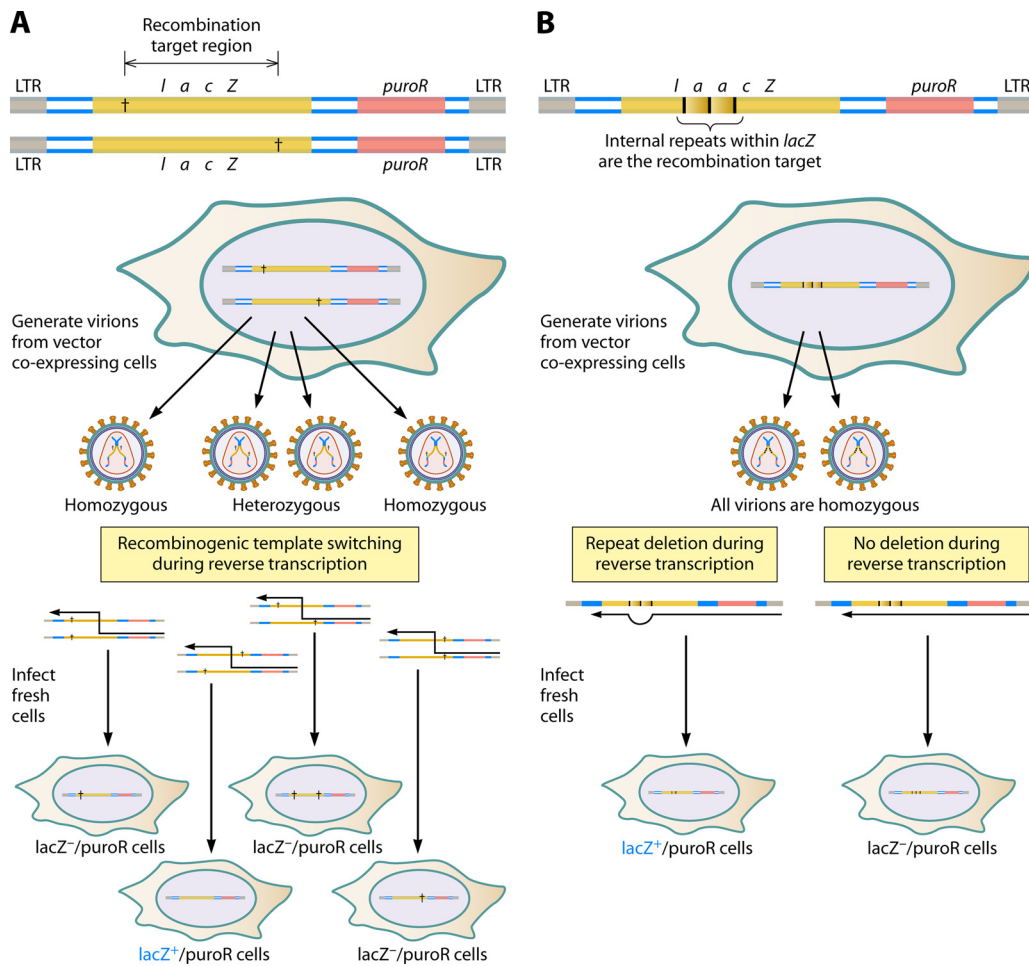 A
Recombination
target region
LTR
l a c Z
puroR
LTR
†
†
LTR
l a c Z
puroR
LTR
†
†
Generate virions
from vector
co-expressing cells
Homozygous
Heterozygous
Homozygous
Recombinogenic template switching
during reverse transcription
†
†
†
†
†
†
†
†
Infect
fresh
cells
†
† †
lacZ⁻/puroR cells
lacZ⁻/puroR cells
†
lacZ⁺/puroR cells
lacZ⁻/puroR cells
B
LTR
l a a c Z
puroR
LTR
Internal repeats within lacZ
are the recombination target
Generate virions
from vector
co-expressing cells
All virions are homozygous
Repeat deletion during
reverse transcription
No deletion during
reverse transcription
Infect
fresh
cells
lacZ⁺/puroR cells
lacZ⁻/puroR cells